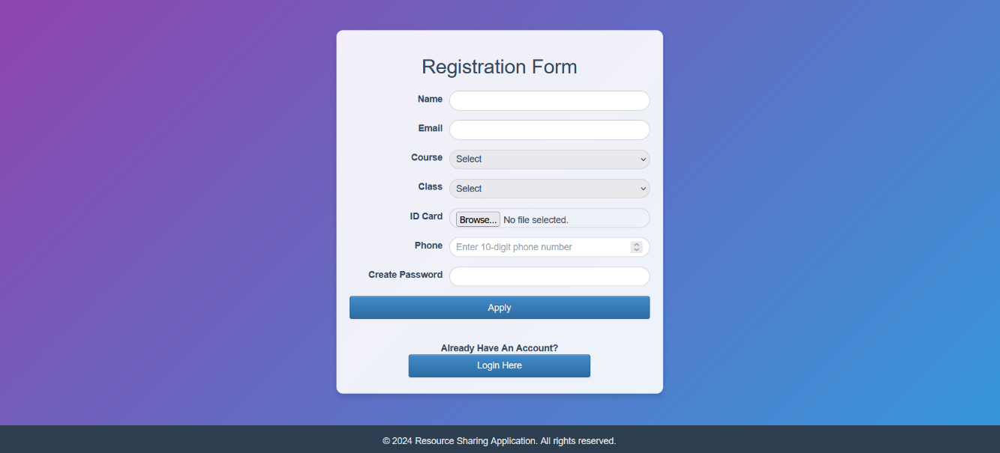 Registration Form
Name
Email
Course Select
Class Select
ID Card Browse... No file selected.
Phone Enter 10-digit phone number
Create Password
Apply
Already Have An Account?
Login Here
© 2024 Resource Sharing Application. All rights reserved.